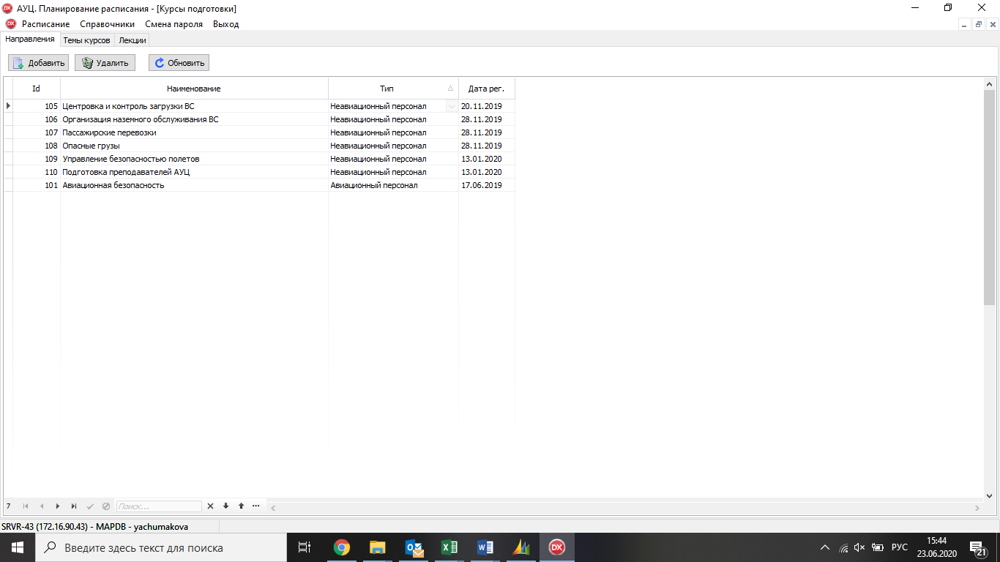 АУЦ. Планирование расписания - [Курсы подготовки]
Расписание Справочники Смена пароля Выход
Направления Темы курсов Лекции
Добавить Удалить Обновить
Id Наименование Тип Дата рег.
105 Центровка и контроль загрузки ВС Неавиационный персонал 20.11.2019
106 Организация наземного обслуживания ВС Неавиационный персонал 28.11.2019
107 Пассажирские перевозки Неавиационный персонал 28.11.2019
108 Опасные грузы Неавиационный персонал 28.11.2019
109 Управление безопасностью полетов Неавиационный персонал 13.01.2020
110 Подготовка преподавателей АУЦ Неавиационный персонал 13.01.2020
101 Авиационная безопасность Авиационный персонал 17.06.2019
7 Поиск...
SRVR-43 (172.16.90.43) - MAPDB - yachumakova
Введите здесь текст для поиска
DX
РУС
15:44
23.06.2020
21